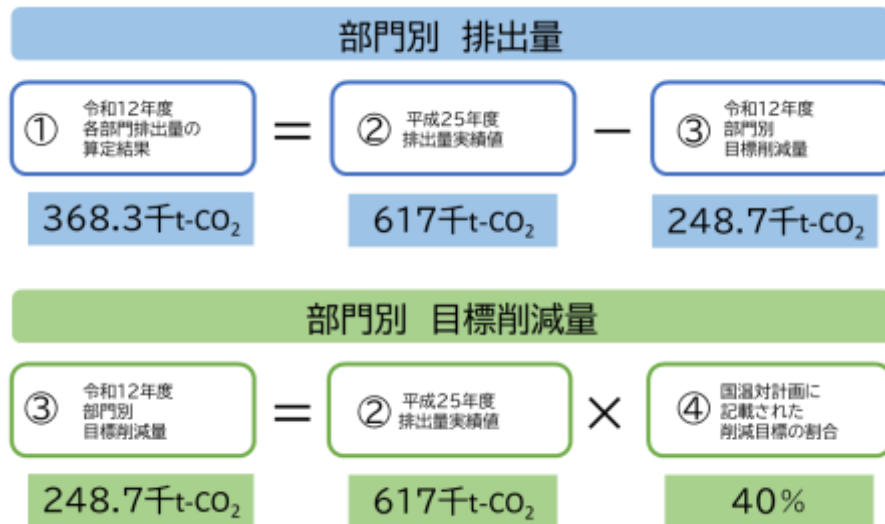 部門別 排出量
① 令和12年度
各部門排出量の
算定結果
=
② 平成25年度
排出量実績値
−
③ 令和12年度
部門別
目標削減量
368.3千t-CO₂
617千t-CO₂
248.7千t-CO₂
部門別 目標削減量
③ 令和12年度
部門別
目標削減量
=
② 平成25年度
排出量実績値
×
④ 国温対計画に
記載された
削減目標の割合
248.7千t-CO₂
617千t-CO₂
40%